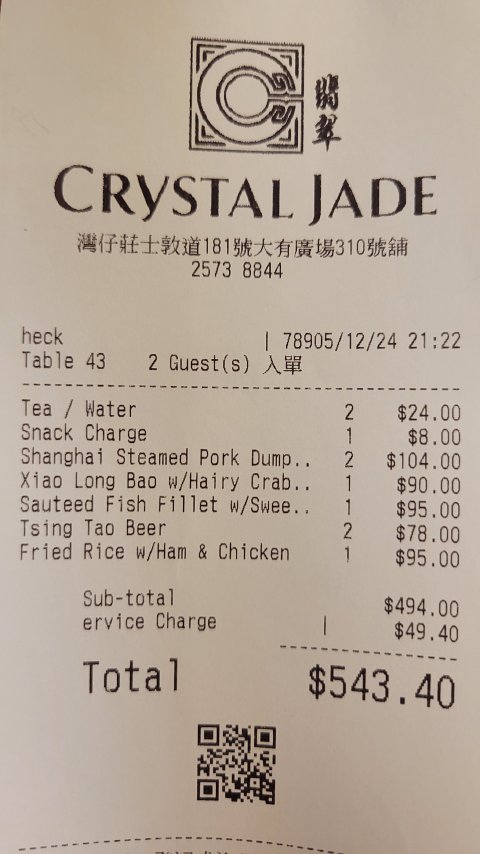 翡翠
CRYSTAL JADE
灣仔莊士敦道181號大有廣場310號舖
2573 8844
heck | 78905/12/24 21:22
Table 43 2 Guest(s) 入單
Tea / Water 2 $24.00
Snack Charge 1 $8.00
Shanghai Steamed Pork Dump.. 2 $104.00
Xiao Long Bao w/Hairy Crab.. 1 $90.00
Sauteed Fish Fillet w/Swee.. 1 $95.00
Tsing Tao Beer 2 $78.00
Fried Rice w/Ham & Chicken 1 $95.00
Sub-total $494.00
ervice Charge | $49.40
Total $543.40